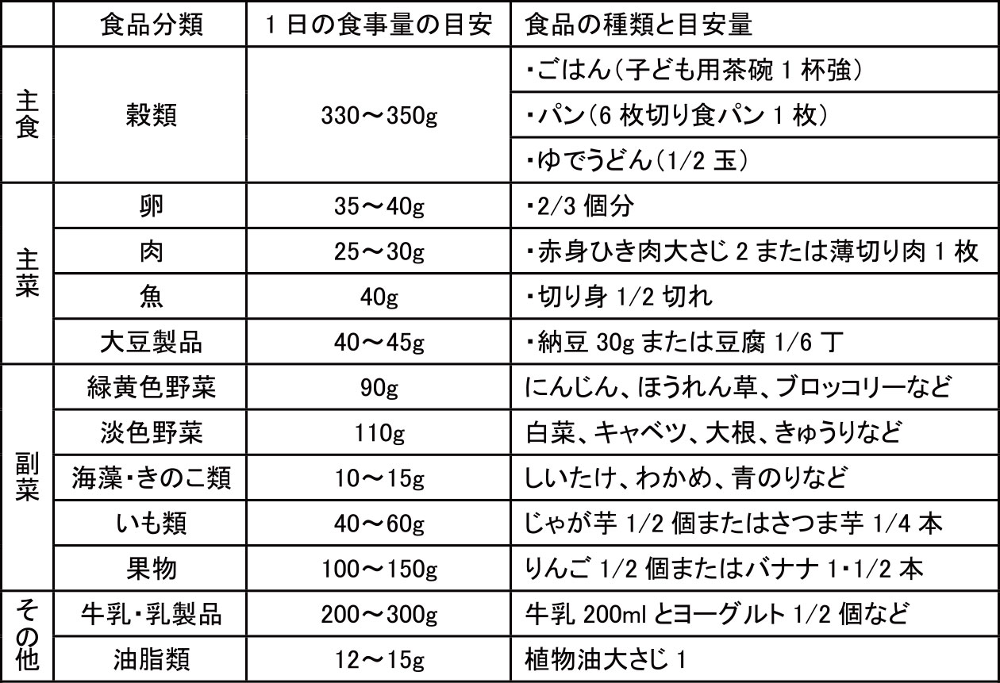 食品分類 1日の食事量の目安 食品の種類と目安量
主食 穀類 330～350g ・ごはん（子ども用茶碗1杯強）
・パン（6枚切り食パン1枚）
・ゆでうどん（1/2玉）
主菜 卵 35～40g ・2/3個分
肉 25～30g ・赤身ひき肉大さじ2または薄切り肉1枚
魚 40g ・切り身1/2切れ
大豆製品 40～45g ・納豆30gまたは豆腐1/6丁
副菜 緑黄色野菜 90g にんじん、ほうれん草、ブロッコリーなど
淡色野菜 110g 白菜、キャベツ、大根、きゅうりなど
海藻・きのこ類 10～15g しいたけ、わかめ、青のりなど
いも類 40～60g じゃが芋1/2個またはさつま芋1/4本
果物 100～150g りんご1/2個またはバナナ1・1/2本
その他 牛乳・乳製品 200～300g 牛乳200mlとヨーグルト1/2個など
油脂類 12～15g 植物油大さじ1